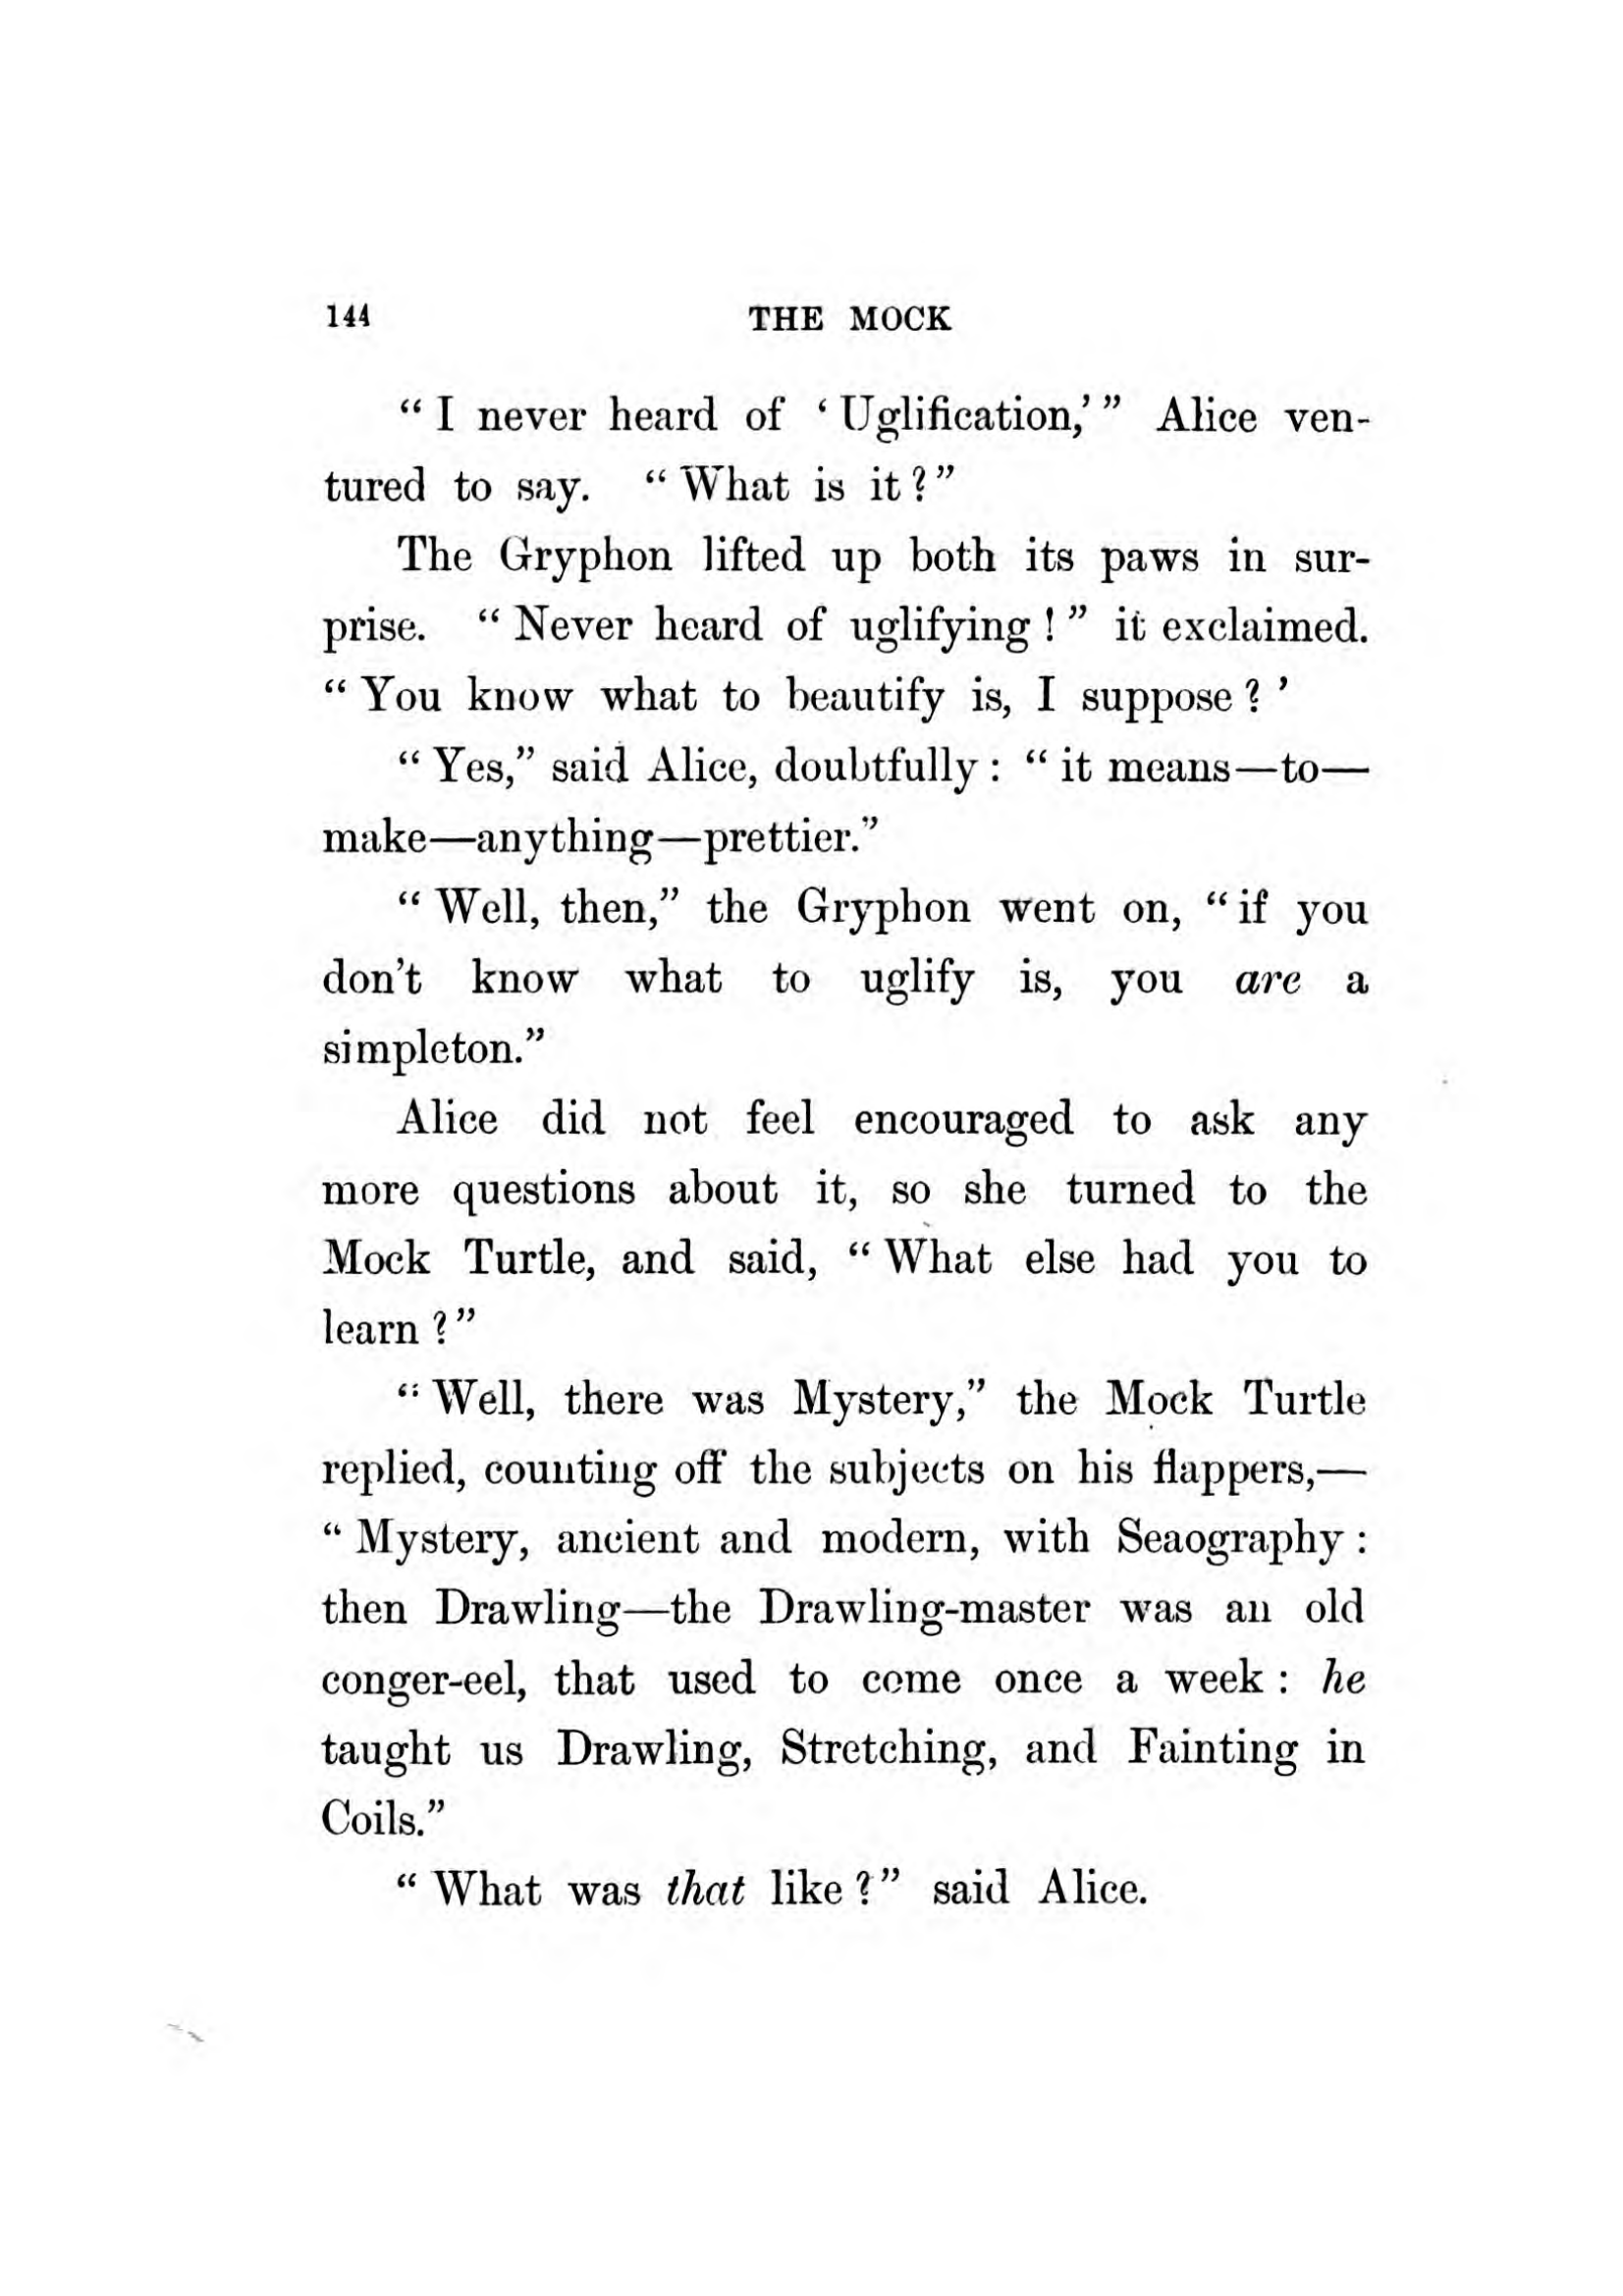 144 THE MOCK
“ I never heard of ‘ Uglification,’ ” Alice ven-
tured to say. “ What is it ? ”
The Gryphon lifted up both its paws in sur-
prise. “ Never heard of uglifying ! ” it exclaimed.
“ You know what to beautify is, I suppose ? ’
“ Yes,” said Alice, doubtfully : “ it means—to—
make—anything—prettier.”
“ Well, then,” the Gryphon went on, “ if you
don’t know what to uglify is, you are a
simpleton.”
Alice did not feel encouraged to ask any
more questions about it, so she turned to the
Mock Turtle, and said, “ What else had you to
learn ? ”
“ Well, there was Mystery,” the Mock Turtle
replied, counting off the subjects on his flappers,—
“ Mystery, ancient and modern, with Seaography :
then Drawling—the Drawling-master was an old
conger-eel, that used to come once a week : he
taught us Drawling, Stretching, and Fainting in
Coils.”
“ What was that like ? ” said Alice.